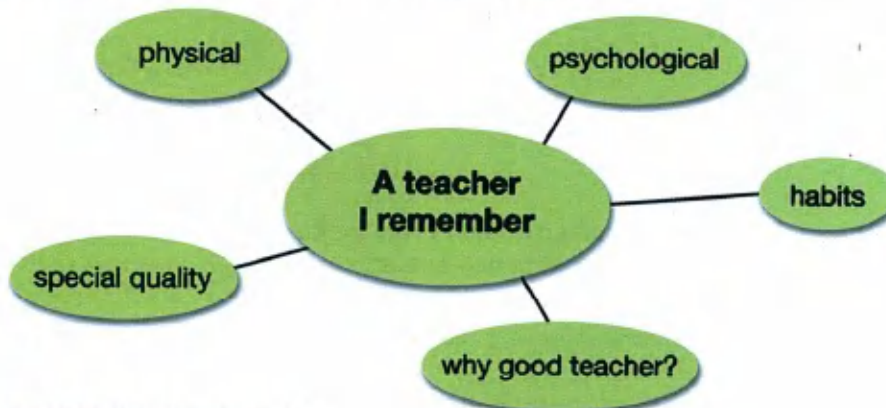 physical
psychological
A teacher
I remember
habits
special quality
why good teacher?